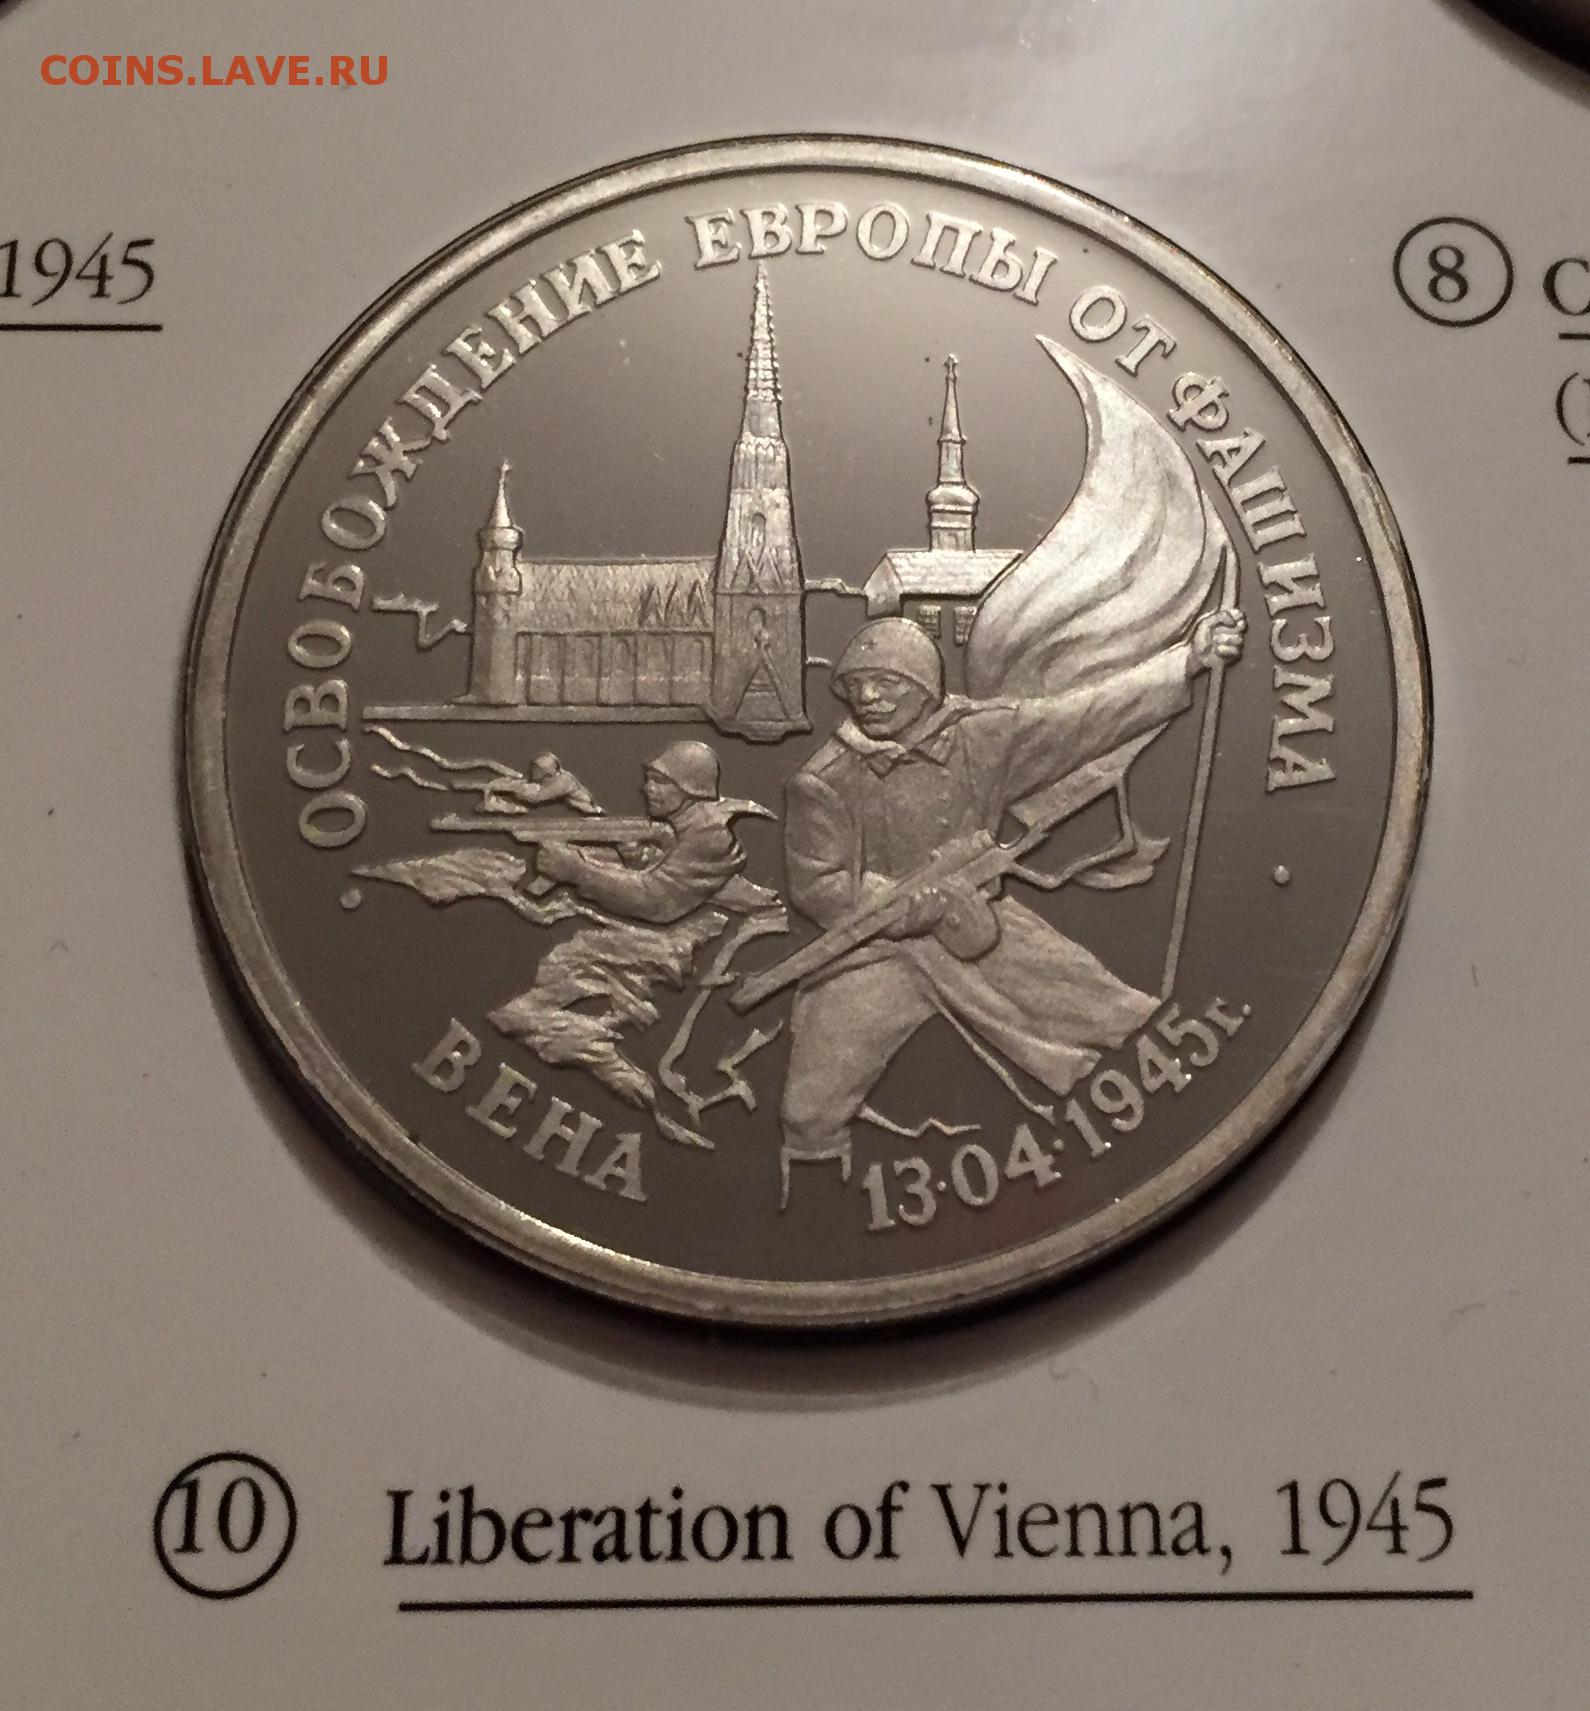 COINS.LAVE.RU
1945
8
ОСВОБОЖДЕНИЕ ЕВРОПЫ ОТ ФАШИЗМА
ВЕНА
13·04·1945г.
10 Liberation of Vienna, 1945